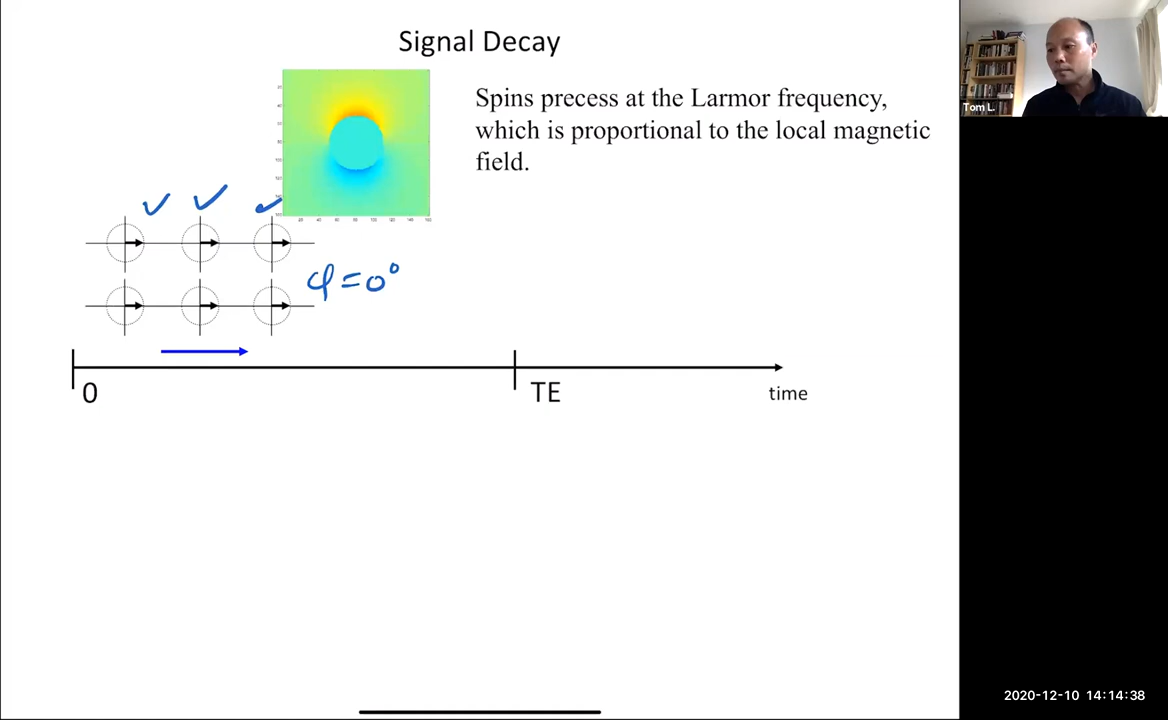 Signal Decay
Spins precess at the Larmor frequency,
which is proportional to the local magnetic
field.
Tom L.
φ=0°
0
TE
time
2020-12-10 14:14:38